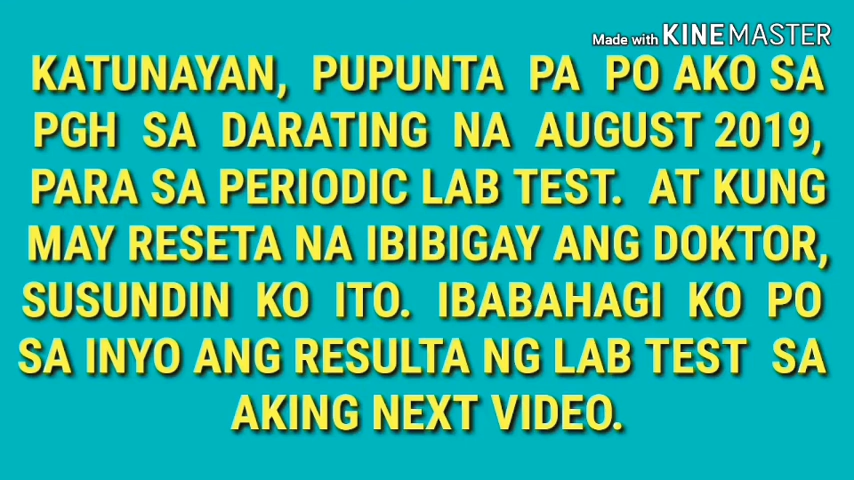 Made with KINEMASTER
KATUNAYAN, PUPUNTA PA PO AKO SA
PGH SA DARATING NA AUGUST 2019,
PARA SA PERIODIC LAB TEST. AT KUNG
MAY RESETA NA IBIBIGAY ANG DOKTOR,
SUSUNDIN KO ITO. IBABAHAGI KO PO
SA INYO ANG RESULTA NG LAB TEST SA
AKING NEXT VIDEO.